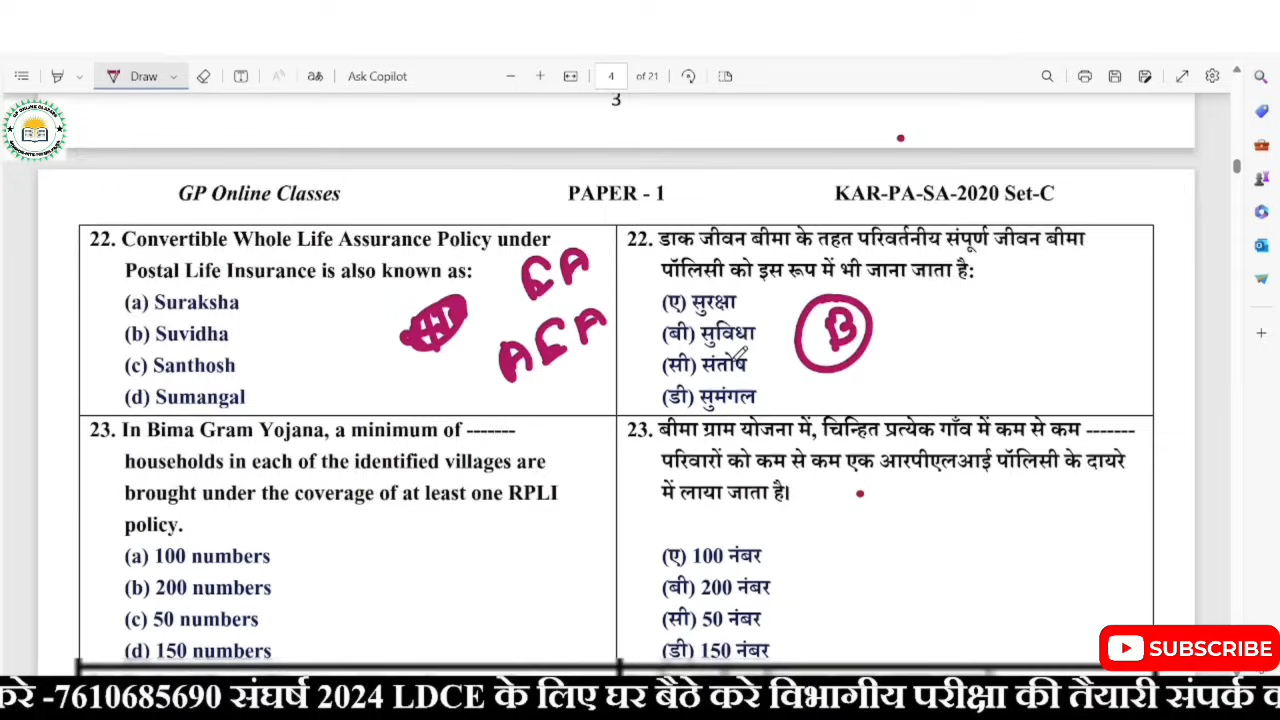 Draw
Ask Copilot
4 of 21
3
GP Online Classes PAPER - 1 KAR-PA-SA-2020 Set-C
22. Convertible Whole Life Assurance Policy under
Postal Life Insurance is also known as:
(a) Suraksha
(b) Suvidha
(c) Santhosh
(d) Sumangal
EA
AEA
22. डाक जीवन बीमा के तहत परिवर्तनीय संपूर्ण जीवन बीमा
पॉलिसी को इस रूप में भी जाना जाता है:
(ए) सुरक्षा
(बी) सुविधा
(सी) संतोष
(डी) सुमंगल
B
23. In Bima Gram Yojana, a minimum of -------
households in each of the identified villages are
brought under the coverage of at least one RPLI
policy.
(a) 100 numbers
(b) 200 numbers
(c) 50 numbers
(d) 150 numbers
23. बीमा ग्राम योजना में, चिन्हित प्रत्येक गाँव में कम से कम -------
परिवारों को कम से कम एक आरपीएलआई पॉलिसी के दायरे
में लाया जाता है।
(ए) 100 नंबर
(बी) 200 नंबर
(सी) 50 नंबर
(डी) 150 नंबर
SUBSCRIBE
करे -7610685690 संघर्ष 2024 LDCE के लिए घर बैठे करे विभागीय परीक्षा की तैयारी संपर्क